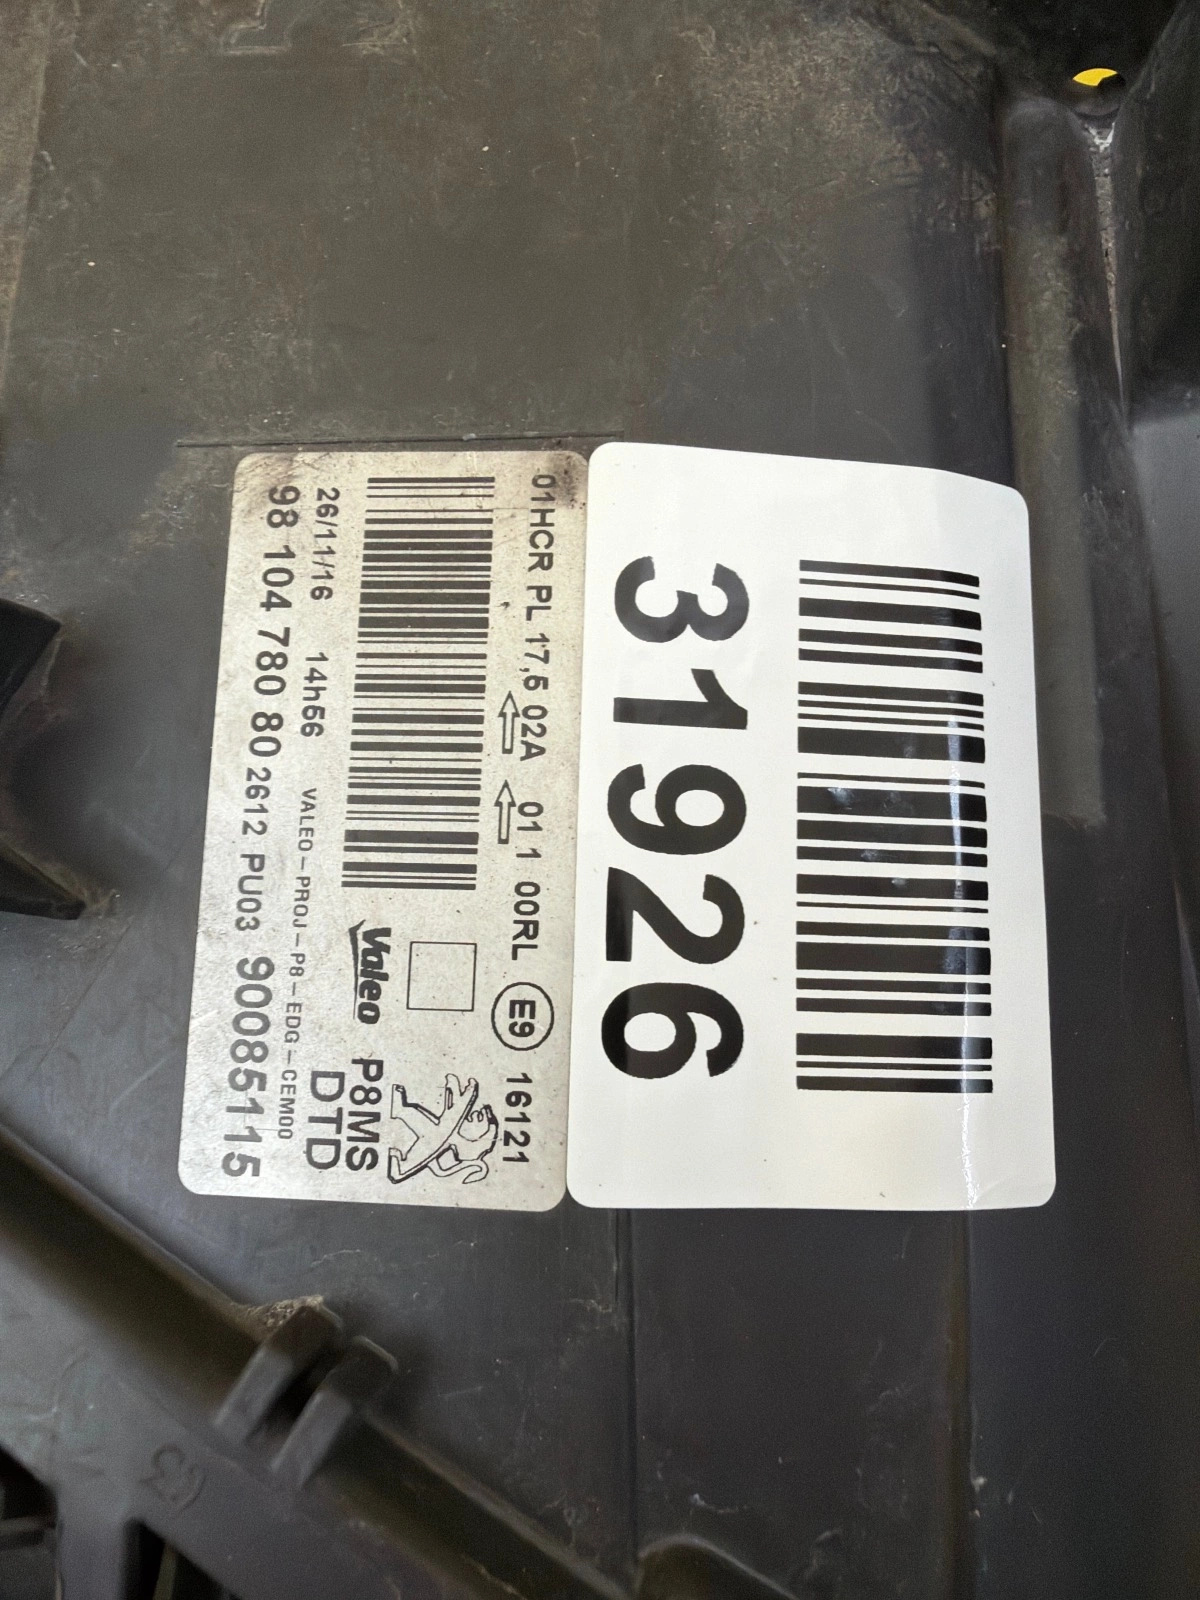 31926
01HCR PL 17,5 02A 01 1 00RL E9 16121
Valeo P8MS
DTD
26/11/16 14h56 VALEO-PROJ-P8-EDG-CEM00
98 104 780 80 2612 PU03 90085115